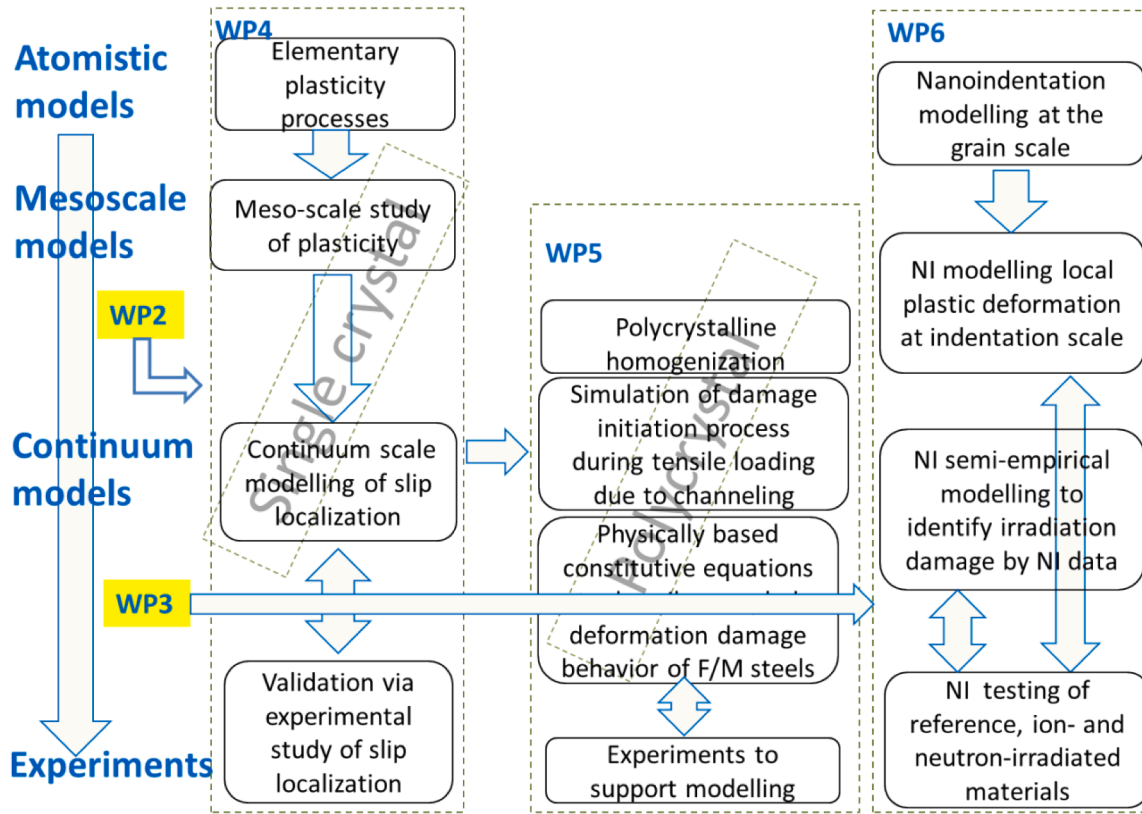 Atomistic
models
Mesoscale
models
WP2
Continuum
models
WP3
Experiments
WP4
Elementary
plasticity
processes
Meso-scale study
of plasticity
Single crystal
Continuum scale
modelling of slip
localization
Validation via
experimental
study of slip
localization
WP5
Polycrystalline
homogenization
Simulation of damage
initiation process
during tensile loading
due to channeling
Polycrystal
Physically based
constitutive equations
deformation damage
behavior of F/M steels
Experiments to
support modelling
WP6
Nanoindentation
modelling at the
grain scale
NI modelling local
plastic deformation
at indentation scale
NI semi-empirical
modelling to
identify irradiation
damage by NI data
NI testing of
reference, ion- and
neutron-irradiated
materials